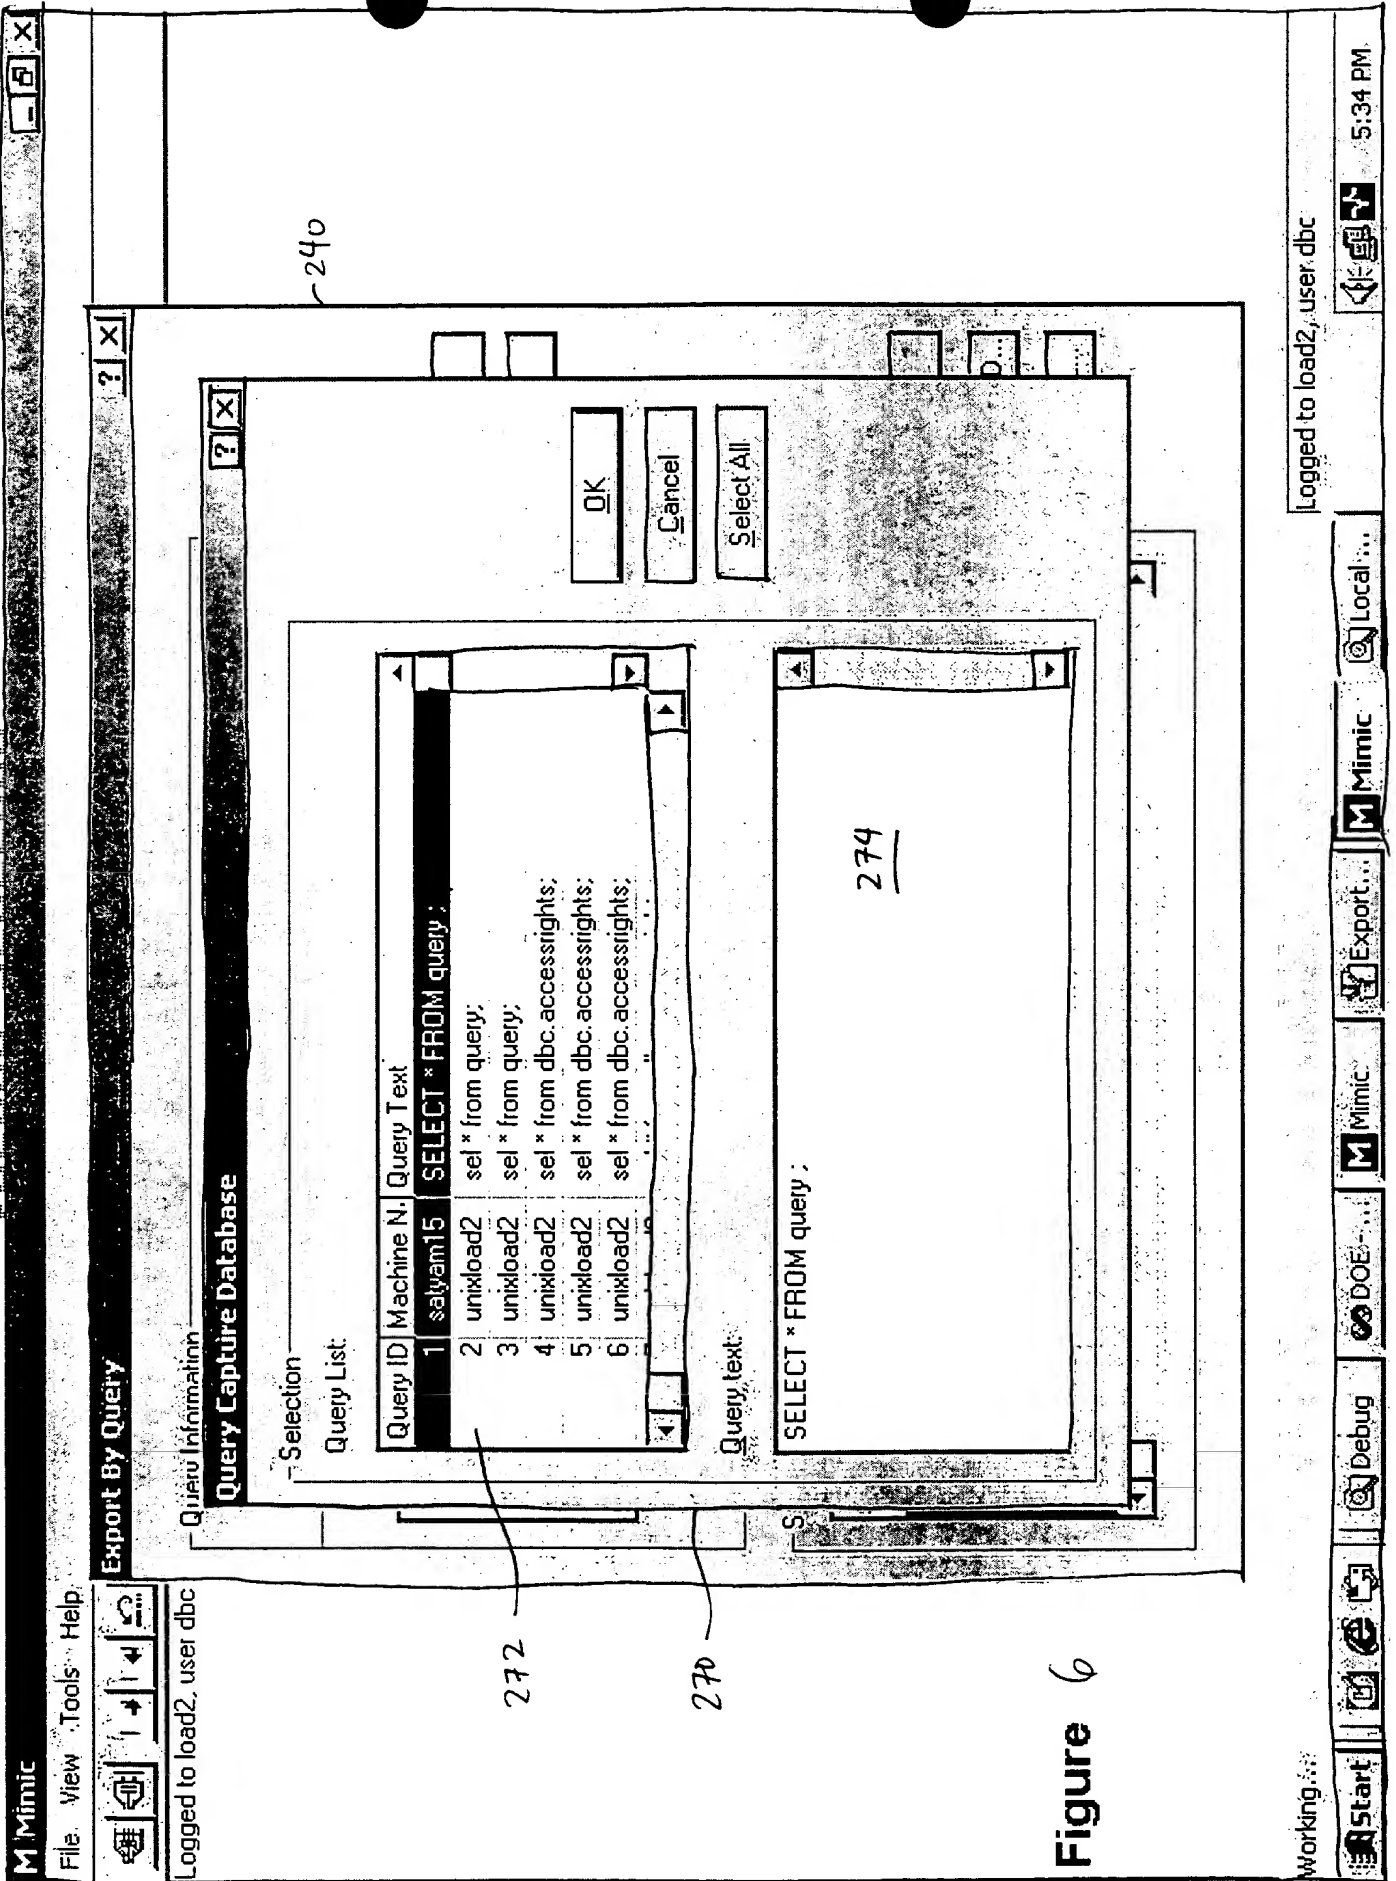 M Mimic
File View Tools Help
Logged to load2, user dbc
Export By Query
Query Information
Query Capture Database
240
Selection
Query List:
Query ID Machine N. Query Text
1 satyam15 SELECT * FROM query ;
2 unixload2 sel * from query;
3 unixload2 sel * from query;
4 unixload2 sel * from dbc.accessrights;
5 unixload2 sel * from dbc.accessrights;
6 unixload2 sel * from dbc.accessrights;
OK
Cancel
Select All
272
270
Query text:
SELECT * FROM query ;
274
S
Figure 6
Working...
Logged to load2, user dbc
Start Debug DOE -... M Mimic Export... M Mimic Local ... 5:34 PM